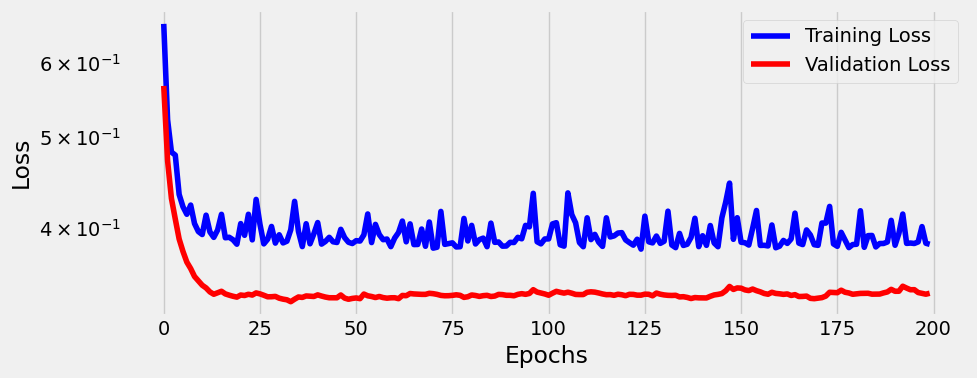 Training Loss
Validation Loss
6 × 10⁻¹
5 × 10⁻¹
4 × 10⁻¹
Loss
0 25 50 75 100 125 150 175 200
Epochs